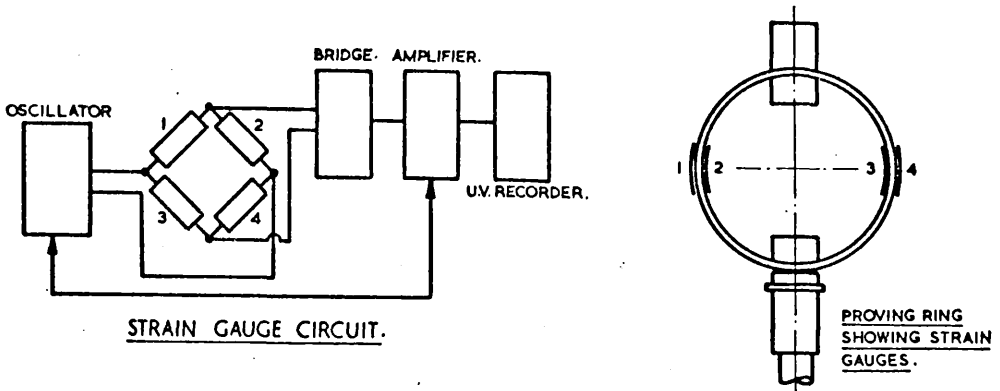 BRIDGE. AMPLIFIER.
OSCILLATOR
1
2
3
4
U.V. RECORDER.
STRAIN GAUGE CIRCUIT.
1
2
3
4
PROVING RING
SHOWING STRAIN
GAUGES.